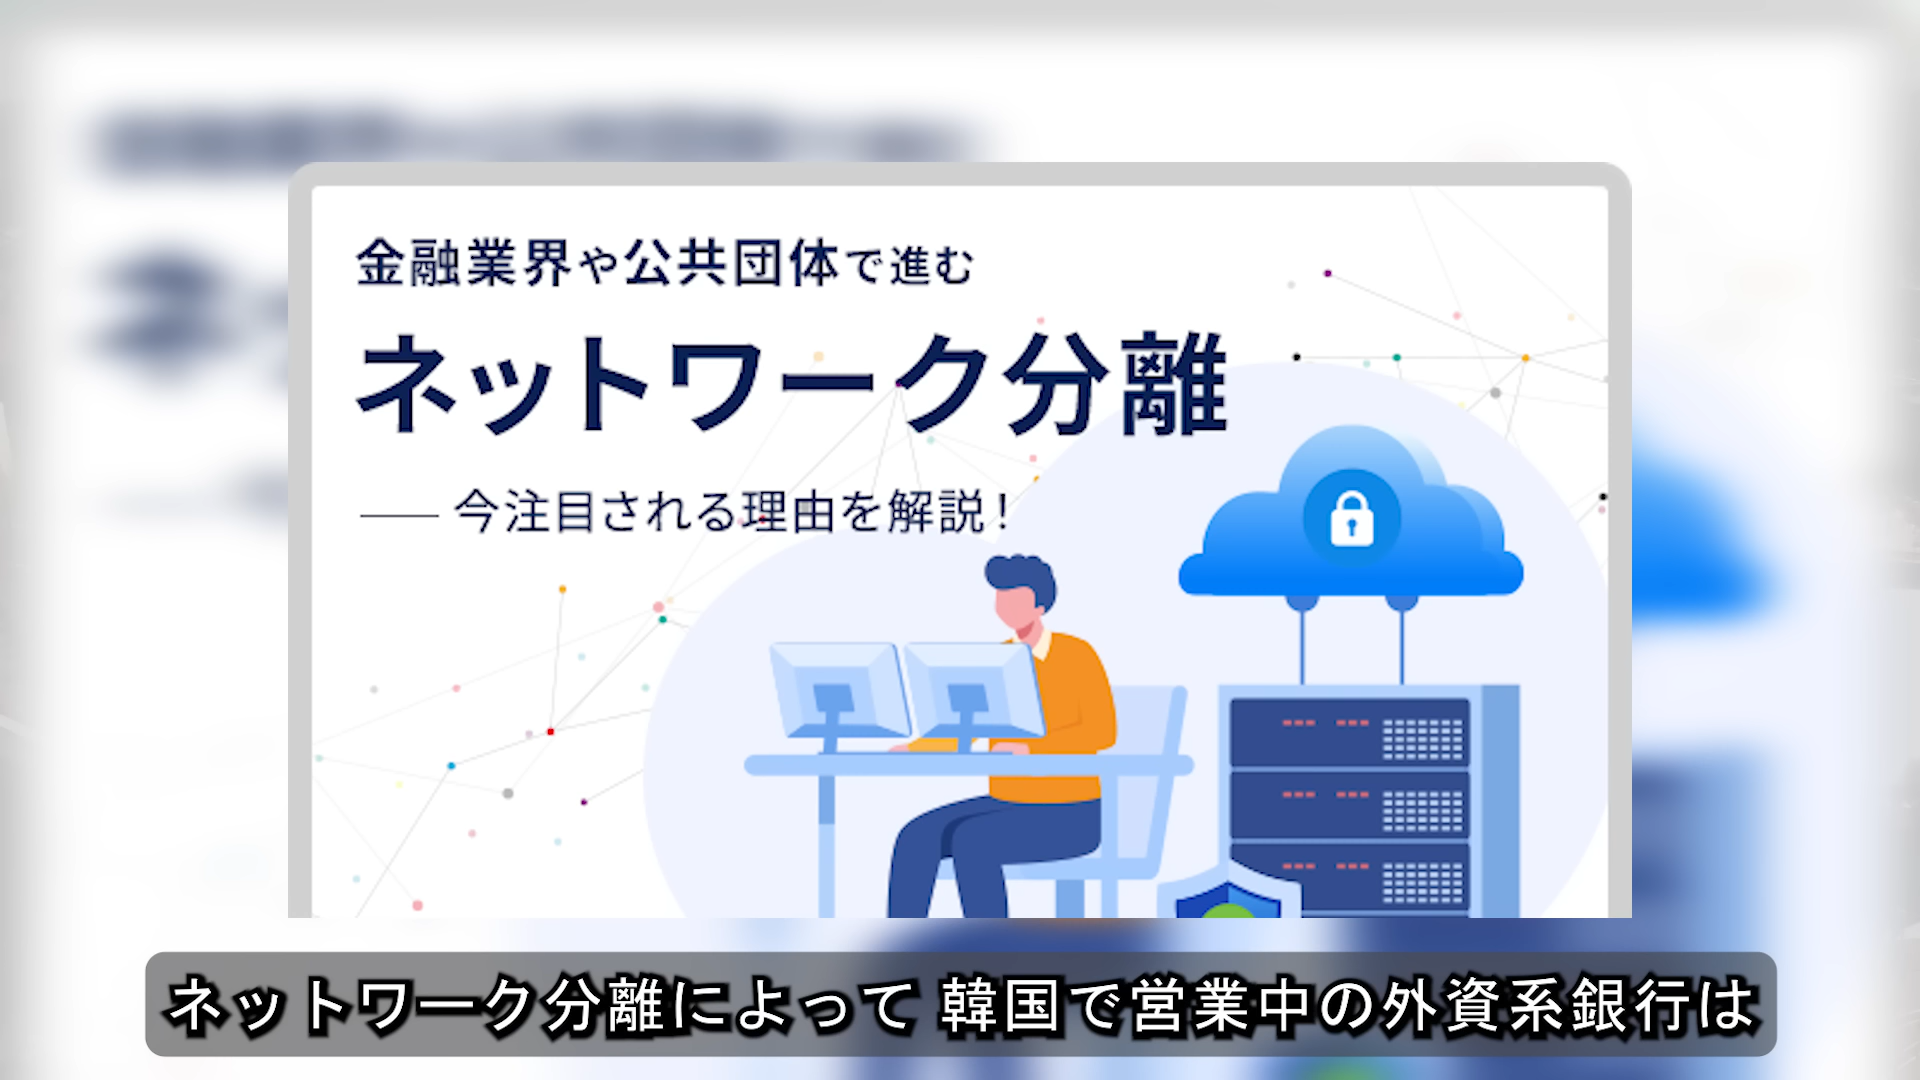 金融業界や公共団体で進む
ネットワーク分離
── 今注目される理由を解説！
ネットワーク分離によって 韓国で営業中の外資系銀行は